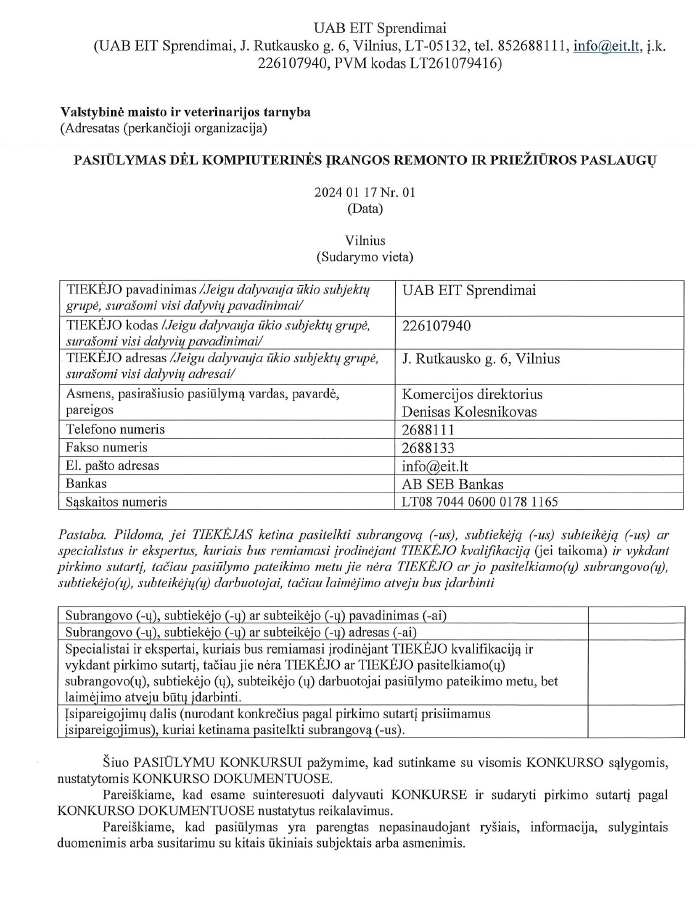 UAB EIT Sprendimai
(UAB EIT Sprendimai, J. Rutkausko g. 6, Vilnius, LT-05132, tel. 852688111, info@eit.lt, į.k.
226107940, PVM kodas LT261079416)
Valstybinė maisto ir veterinarijos tarnyba
(Adresatas (perkančioji organizacija)
PASIŪLYMAS DĖL KOMPIUTERINĖS ĮRANGOS REMONTO IR PRIEŽIŪROS PASLAUGŲ
2024 01 17 Nr. 01
(Data)
Vilnius
(Sudarymo vieta)
TIEKĖJO pavadinimas /Jeigu dalyvauja ūkio subjektų
grupė, surašomi visi dalyvių pavadinimai/
UAB EIT Sprendimai
TIEKĖJO kodas /Jeigu dalyvauja ūkio subjektų grupė,
surašomi visi dalyvių pavadinimai/
226107940
TIEKĖJO adresas /Jeigu dalyvauja ūkio subjektų grupė,
surašomi visi dalyvių adresai/
J. Rutkausko g. 6, Vilnius
Asmens, pasirašiusio pasiūlymą vardas, pavardė,
pareigos
Komercijos direktorius
Denisas Kolesnikovas
Telefono numeris
2688111
Fakso numeris
2688133
El. pašto adresas
info@eit.lt
Bankas
AB SEB Bankas
Sąskaitos numeris
LT08 7044 0600 0178 1165
Pastaba. Pildoma, jei TIEKĖJAS ketina pasitelkti subrangovą (-us), subtiekėją (-us) subteikėją (-us) ar
specialistus ir ekspertus, kuriais bus remiamasi įrodinėjant TIEKĖJO kvalifikaciją (jei taikoma) ir vykdant
pirkimo sutartį, tačiau pasiūlymo pateikimo metu jie nėra TIEKĖJO ar jo pasitelkiamo(ų) subrangovo(ų),
subtiekėjo(ų), subteikėjų(ų) darbuotojai, tačiau laimėjimo atveju bus įdarbinti
Subrangovo (-ų), subtiekėjo (-ų) ar subteikėjo (-ų) pavadinimas (-ai)
Subrangovo (-ų), subtiekėjo (-ų) ar subteikėjo (-ų) adresas (-ai)
Specialistai ir ekspertai, kuriais bus remiamasi įrodinėjant TIEKĖJO kvalifikaciją ir
vykdant pirkimo sutartį, tačiau jie nėra TIEKĖJO ar TIEKĖJO pasitelkiamo(ų)
subrangovo(ų), subtiekėjo (ų), subteikėjo (ų) darbuotojai pasiūlymo pateikimo metu, bet
laimėjimo atveju būtų įdarbinti.
Įsipareigojimų dalis (nurodant konkrečius pagal pirkimo sutartį prisiimamus
įsipareigojimus), kuriai ketinama pasitelkti subrangovą (-us).
Šiuo PASIŪLYMU KONKURSUI pažymime, kad sutinkame su visomis KONKURSO sąlygomis,
nustatytomis KONKURSO DOKUMENTUOSE.
Pareiškiame, kad esame suinteresuoti dalyvauti KONKURSE ir sudaryti pirkimo sutartį pagal
KONKURSO DOKUMENTUOSE nustatytus reikalavimus.
Pareiškiame, kad pasiūlymas yra parengtas nepasinaudojant ryšiais, informacija, sulygintais
duomenimis arba susitarimu su kitais ūkiniais subjektais arba asmenimis.